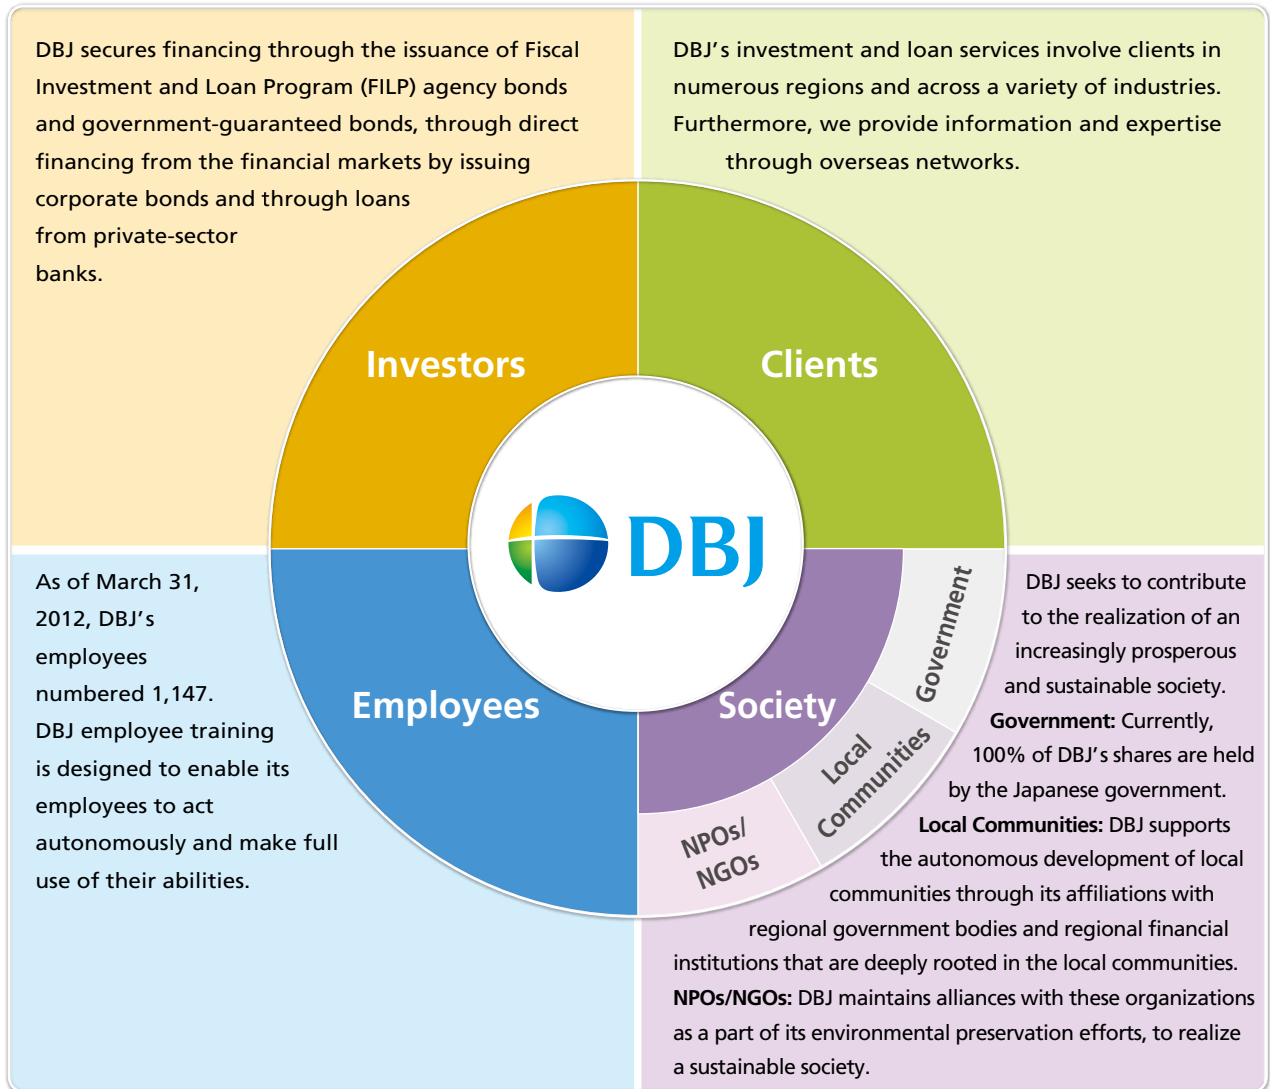 DBJ secures financing through the issuance of Fiscal
Investment and Loan Program (FILP) agency bonds
and government-guaranteed bonds, through direct
financing from the financial markets by issuing
corporate bonds and through loans
from private-sector
banks.
DBJ's investment and loan services involve clients in
numerous regions and across a variety of industries.
Furthermore, we provide information and expertise
through overseas networks.
Investors
Clients
DBJ
Employees
Society
Government
Local
Communities
NPOs/
NGOs
As of March 31,
2012, DBJ's
employees
numbered 1,147.
DBJ employee training
is designed to enable its
employees to act
autonomously and make full
use of their abilities.
DBJ seeks to contribute
to the realization of an
increasingly prosperous
and sustainable society.
Government: Currently,
100% of DBJ's shares are held
by the Japanese government.
Local Communities: DBJ supports
the autonomous development of local
communities through its affiliations with
regional government bodies and regional financial
institutions that are deeply rooted in the local communities.
NPOs/NGOs: DBJ maintains alliances with these organizations
as a part of its environmental preservation efforts, to realize
a sustainable society.